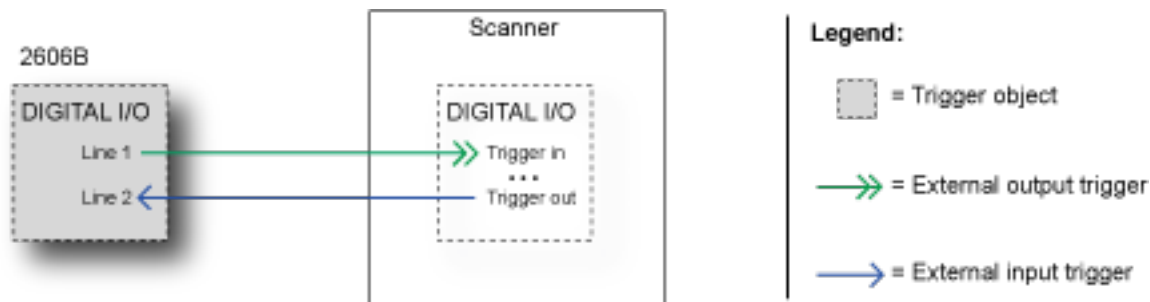 2606B
DIGITAL I/O
Line 1
Line 2
Scanner
DIGITAL I/O
Trigger in
...
Trigger out
Legend:
= Trigger object
= External output trigger
= External input trigger